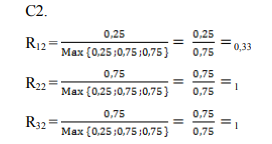 C2.
R₁₂ = 0,25 / Max {0,25;0,75;0,75} = 0,25 / 0,75 = 0,33
R₂₂ = 0,75 / Max {0,25;0,75;0,75} = 0,75 / 0,75 = 1
R₃₂ = 0,75 / Max {0,25;0,75;0,75} = 0,75 / 0,75 = 1